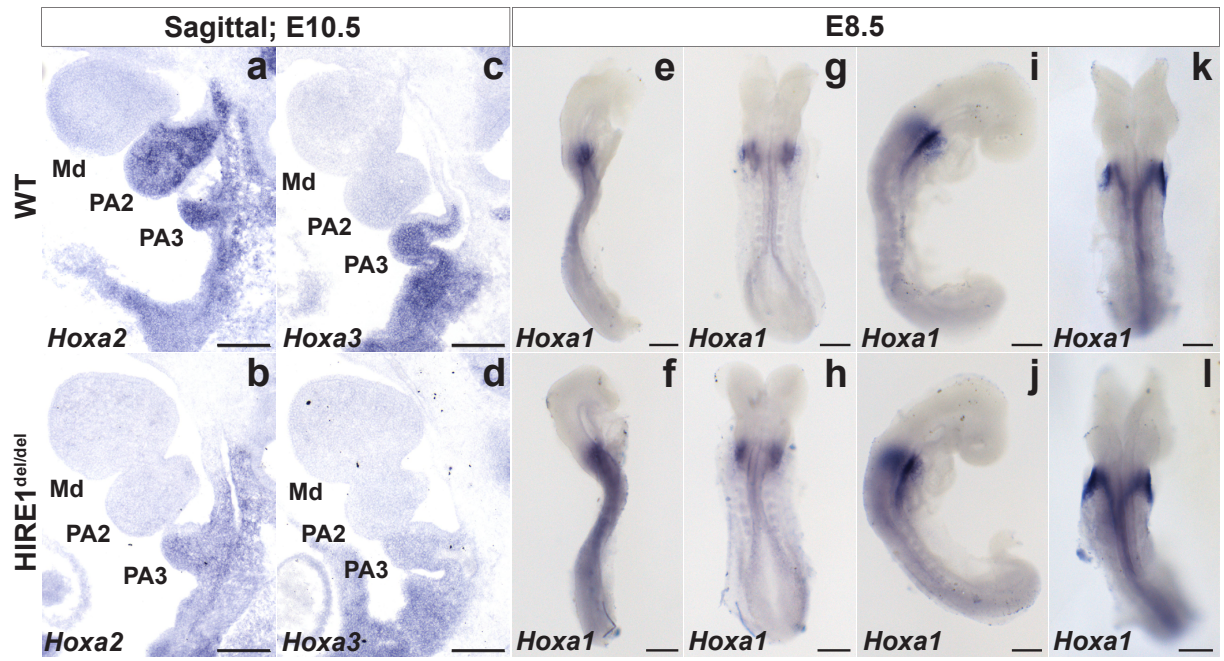 Sagittal; E10.5
E8.5
WT
a
Md
PA2
PA3
Hoxa2
c
Md
PA2
PA3
Hoxa3
e
Hoxa1
g
Hoxa1
i
Hoxa1
k
Hoxa1
HIRE1del/del
b
Md
PA2
PA3
Hoxa2
d
Md
PA2
PA3
Hoxa3
f
Hoxa1
h
Hoxa1
j
Hoxa1
l
Hoxa1